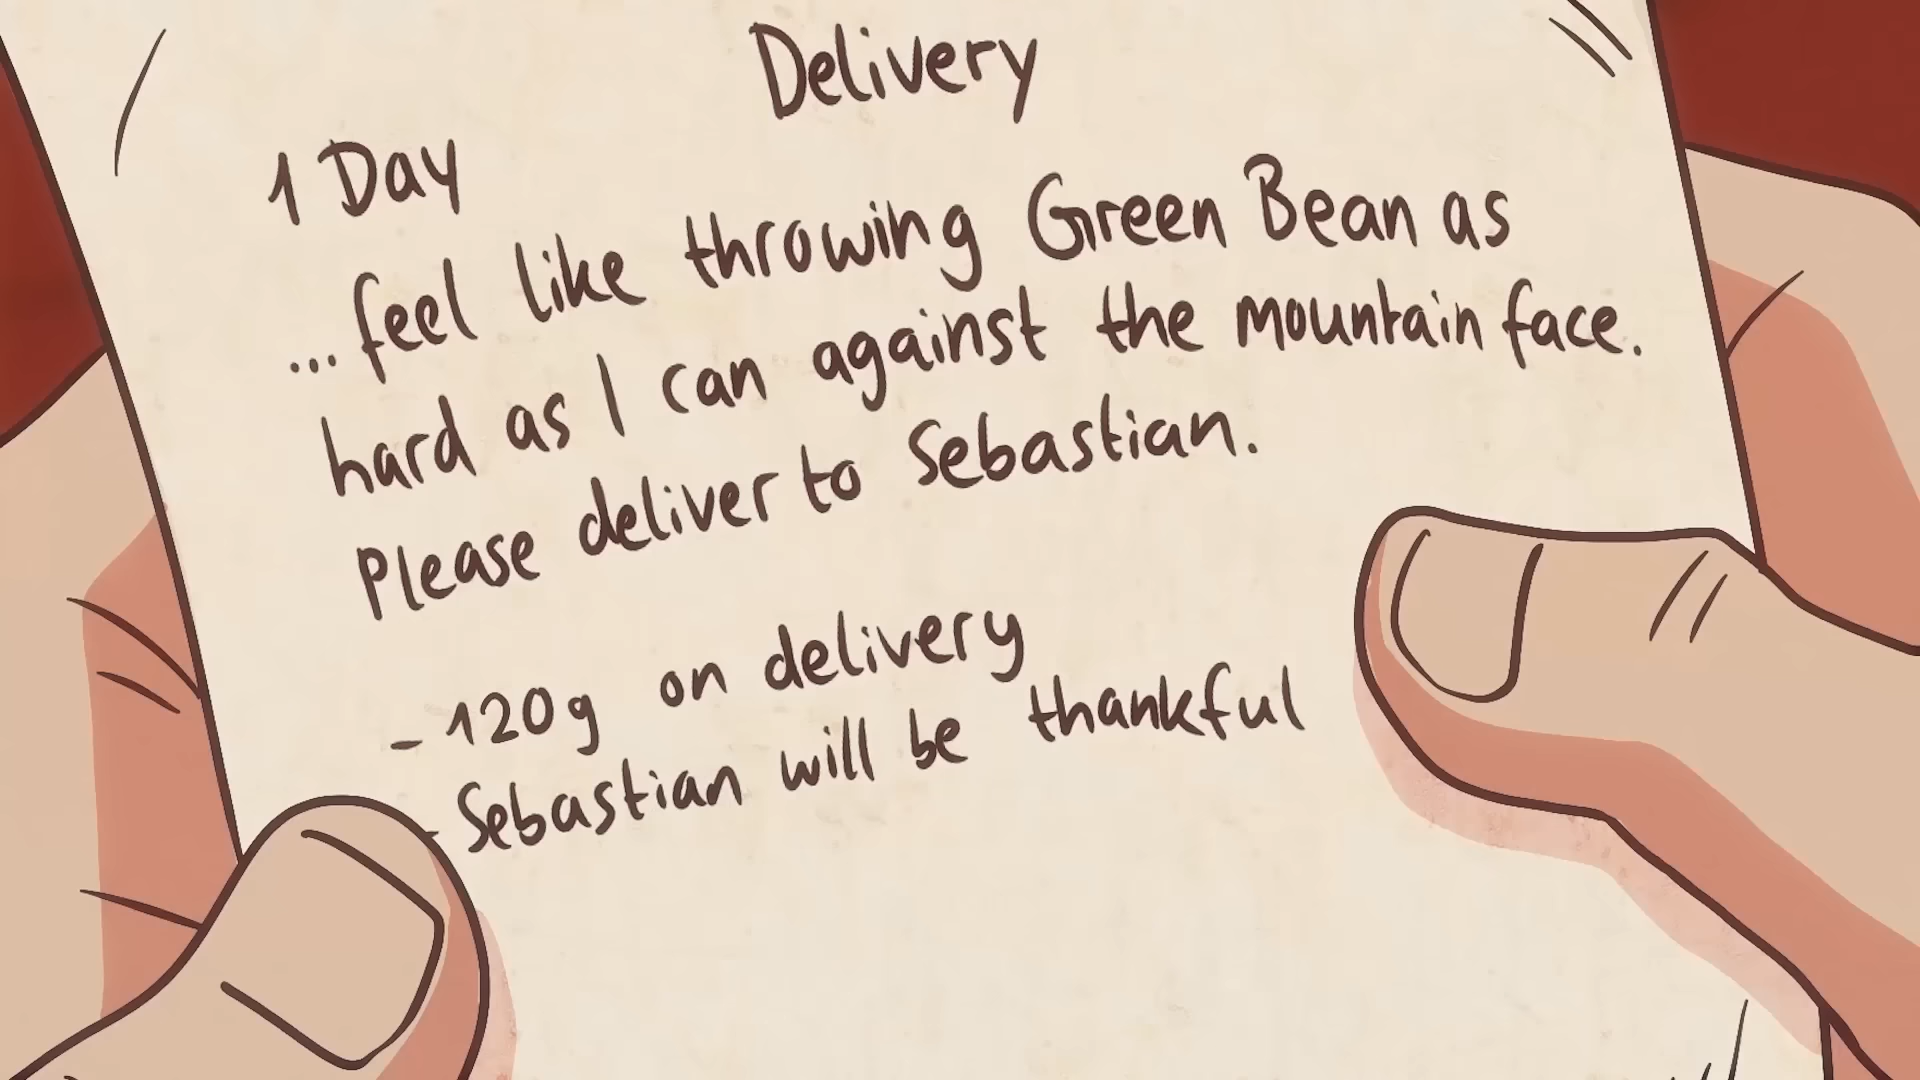 Delivery
1 Day
...feel like throwing Green Bean as
hard as I can against the mountain face.
Please deliver to Sebastian.
- 120g on delivery
- Sebastian will be thankful